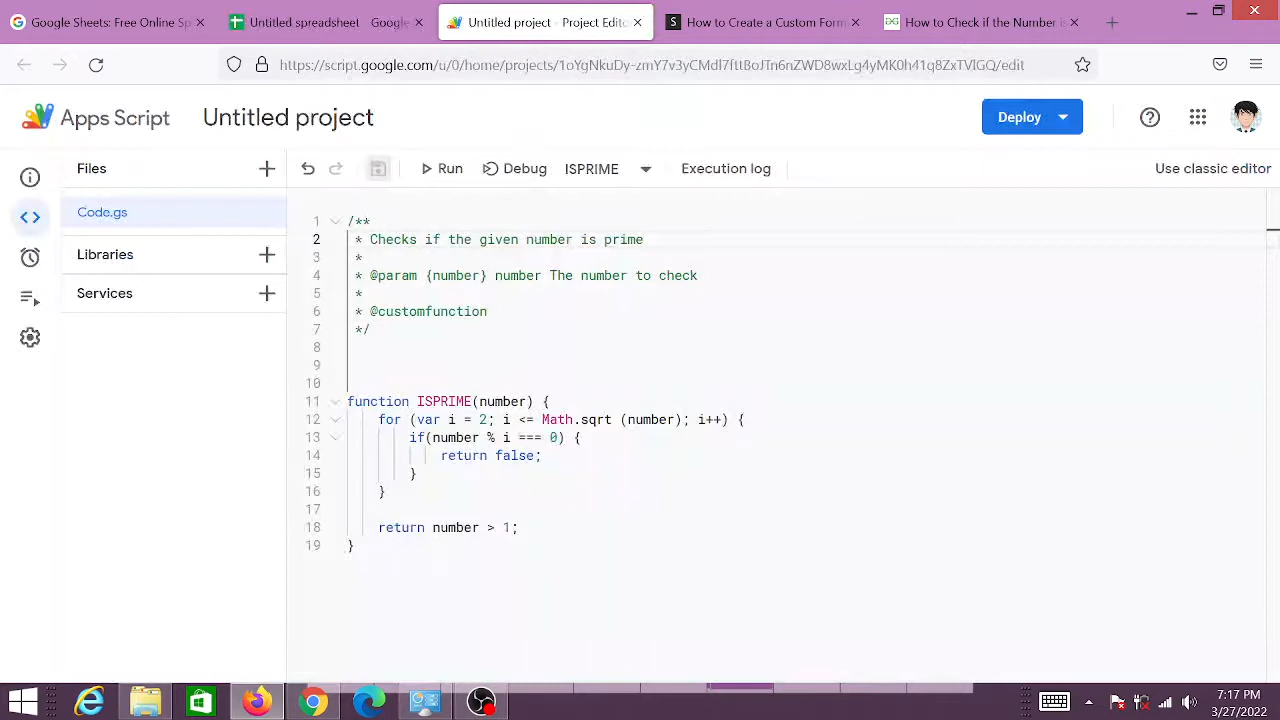 Google Sheets: Free Online Sp
Untitled spreadsheet - Google
Untitled project - Project Edito
How to Create a Custom Form
How to Check if the Number is
https://script.google.com/u/0/home/projects/
Apps Script
Untitled project
Deploy
Files
Run
Debug
ISPRIME
Execution log
Use classic editor
Code.gs
Libraries
Services
1 /**
2 * Checks if the given number is prime
3 *
4 * @param {number} number The number to check
5 *
6 * @customfunction
7 */
8
9
10
11 function ISPRIME(number) {
12 for (var i = 2; i <= Math.sqrt (number); i++) {
13 if(number % i === 0) {
14 return false;
15 }
16 }
17
18 return number > 1;
19 }
7:17 PM
3/27/2022